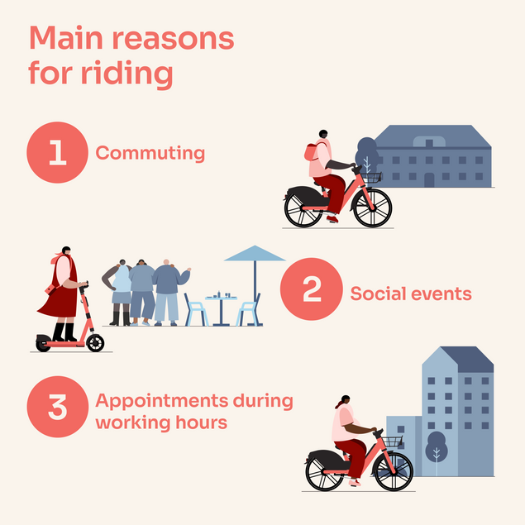 Main reasons
for riding
1
Commuting
2
Social events
3
Appointments during
working hours